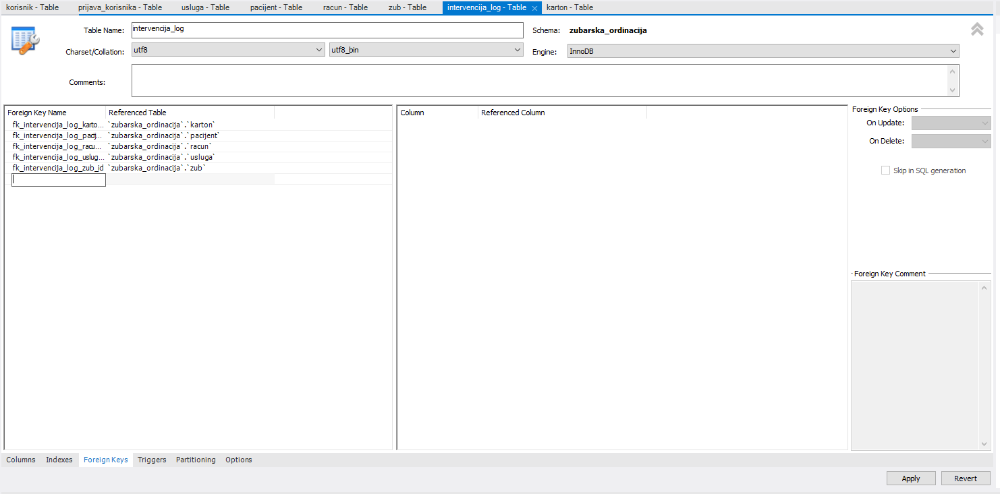 korisnik - Table prijava_korisnika - Table usluga - Table pacijent - Table racun - Table zub - Table intervencija_log - Table karton - Table
Table Name: intervencija_log Schema: zubarska_ordinacija
Charset/Collation: utf8 utf8_bin Engine: InnoDB
Comments:
Foreign Key Name Referenced Table Column Referenced Column Foreign Key Options
fk_intervencija_log_karto... `zubarska_ordinacija`.`karton` On Update:
fk_intervencija_log_pacij... `zubarska_ordinacija`.`pacijent`
fk_intervencija_log_racu... `zubarska_ordinacija`.`racun` On Delete:
fk_intervencija_log_uslug... `zubarska_ordinacija`.`usluga`
fk_intervencija_log_zub_id `zubarska_ordinacija`.`zub` Skip in SQL generation
Foreign Key Comment
Columns Indexes Foreign Keys Triggers Partitioning Options
Apply Revert